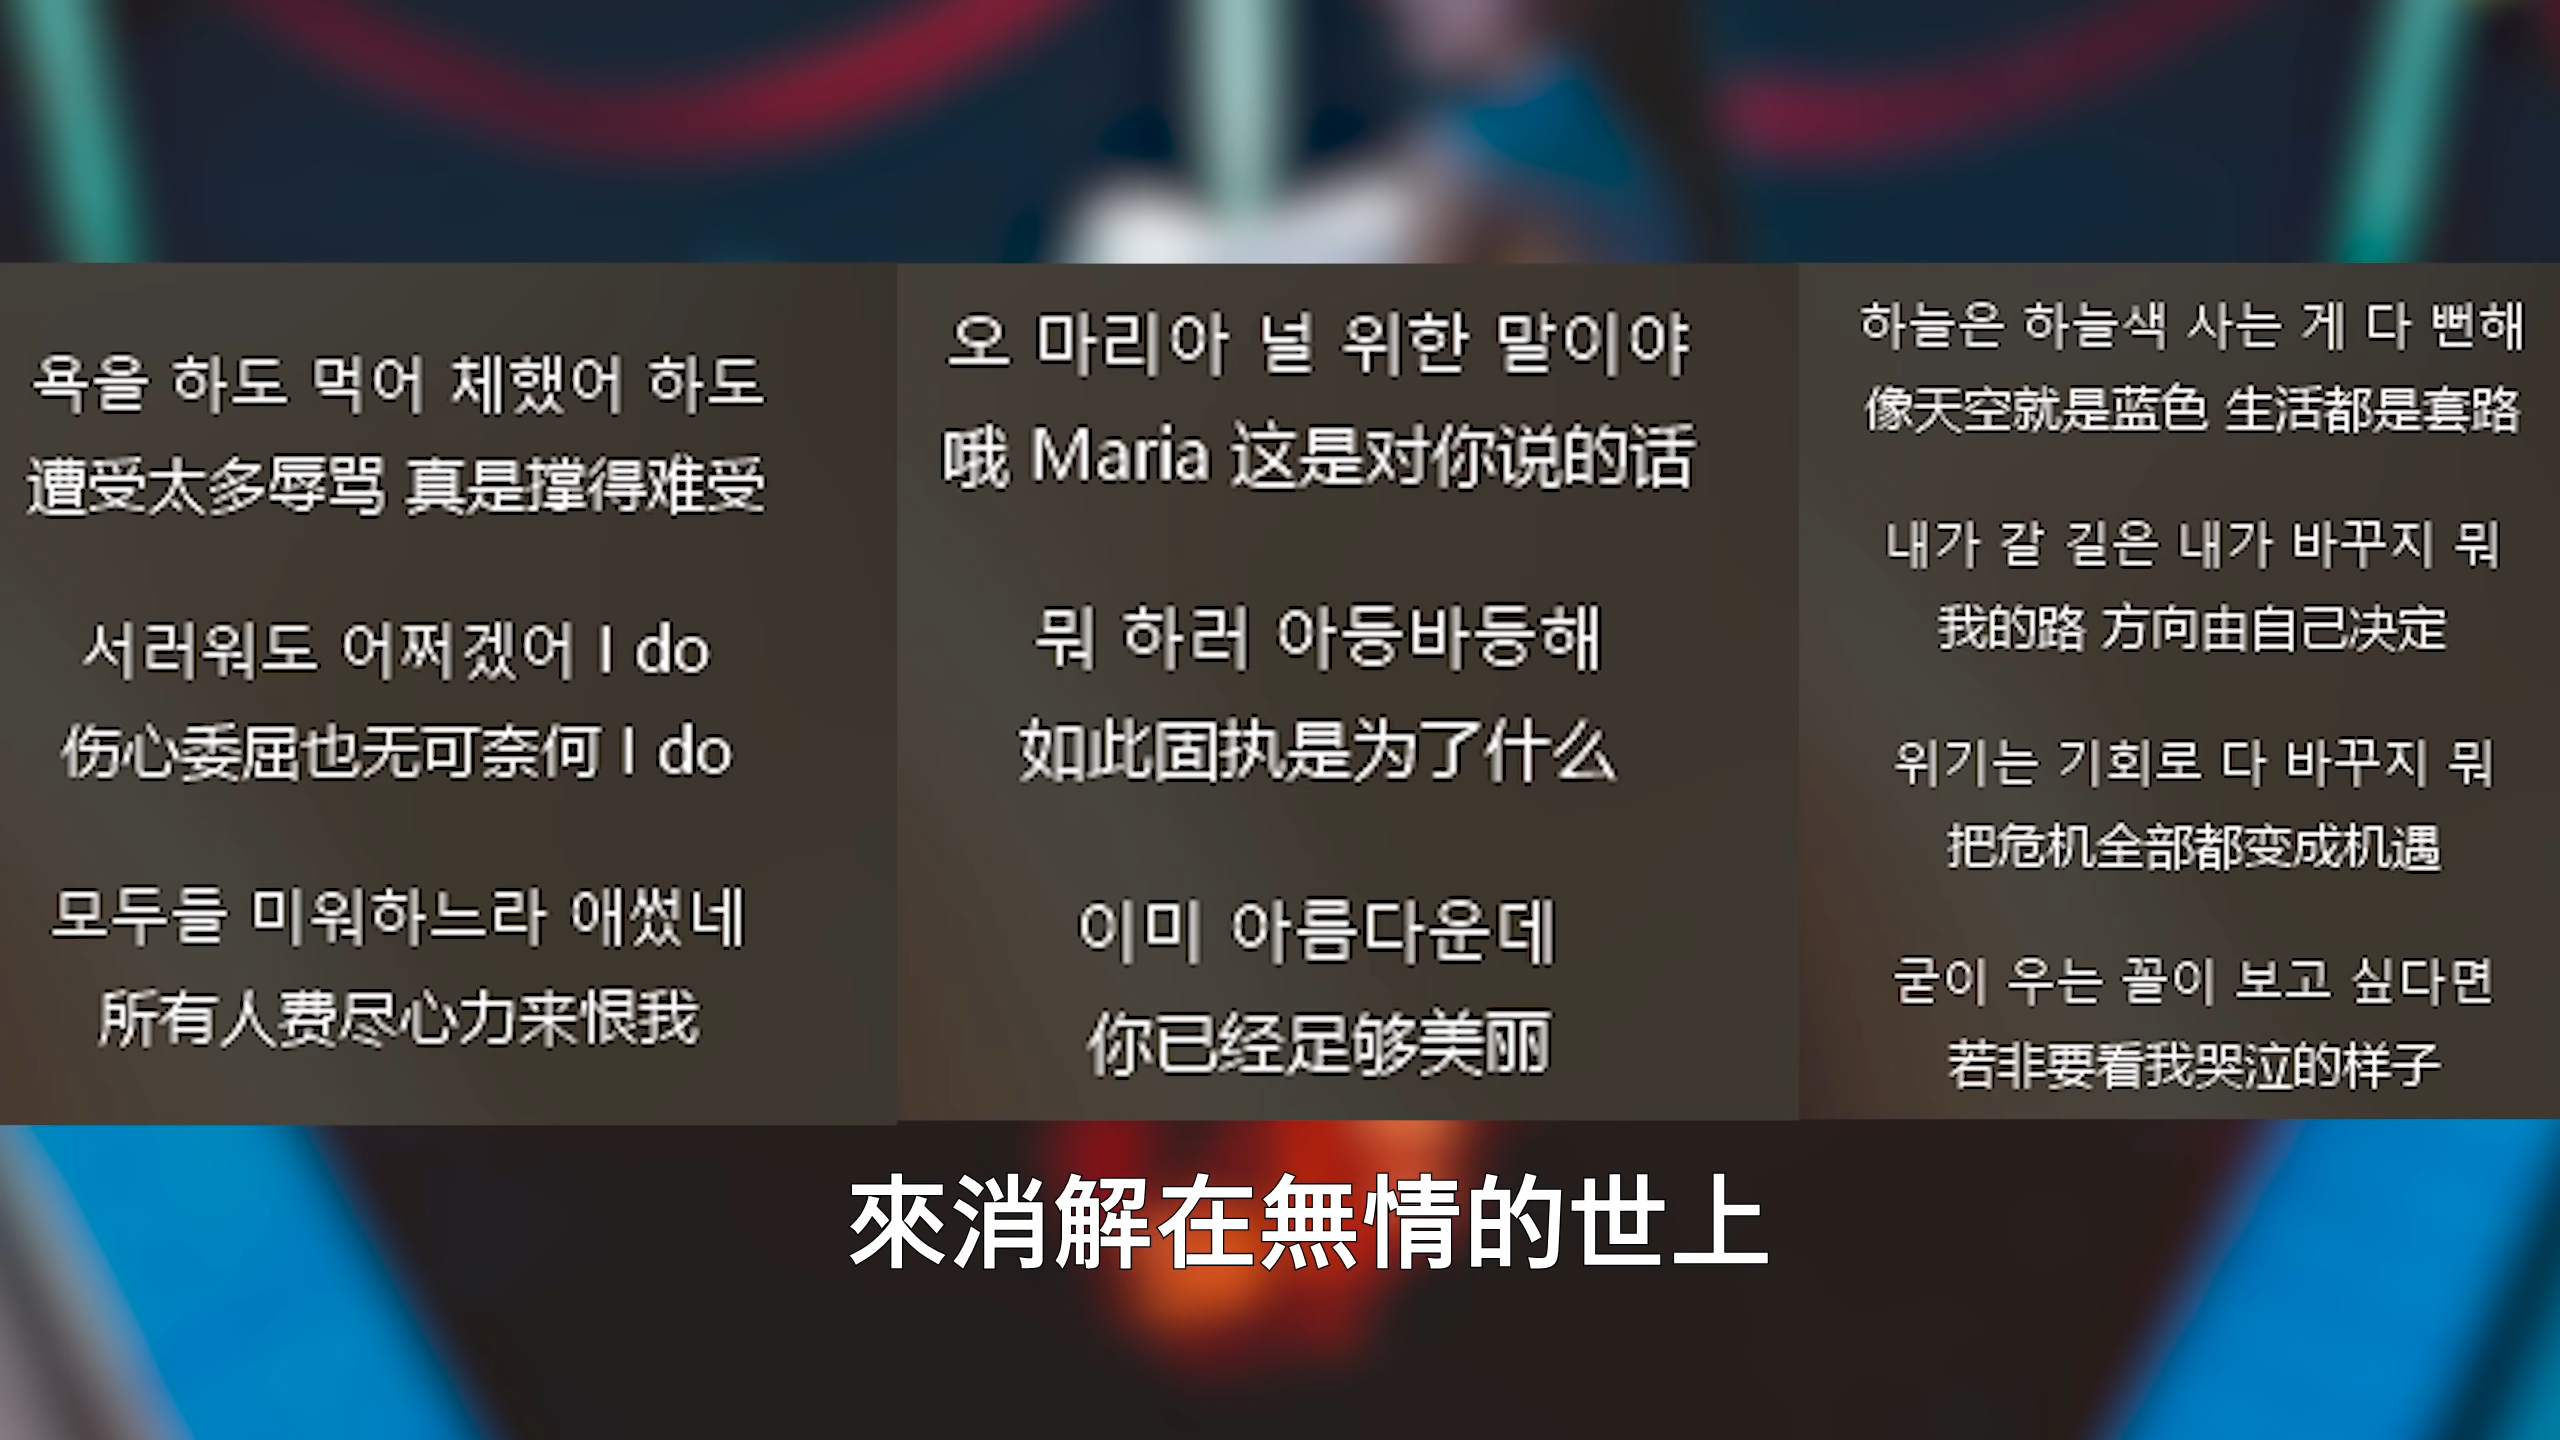 욕을 하도 먹어 체했어 하도
遭受太多辱骂 真是撑得难受
서러워도 어쩌겠어 I do
伤心委屈也无可奈何 I do
모두들 미워하느라 애썼네
所有人费尽心力来恨我
오 마리아 널 위한 말이야
哦 Maria 这是对你说的话
뭐 하러 아등바등해
如此固执是为了什么
이미 아름다운데
你已经足够美丽
하늘은 하늘색 사는 게 다 뻔해
像天空就是蓝色 生活都是套路
내가 갈 길은 내가 바꾸지 뭐
我的路 方向由自己决定
위기는 기회로 다 바꾸지 뭐
把危机全部都变成机遇
굳이 우는 꼴이 보고 싶다면
若非要看我哭泣的样子
來消解在無情的世上